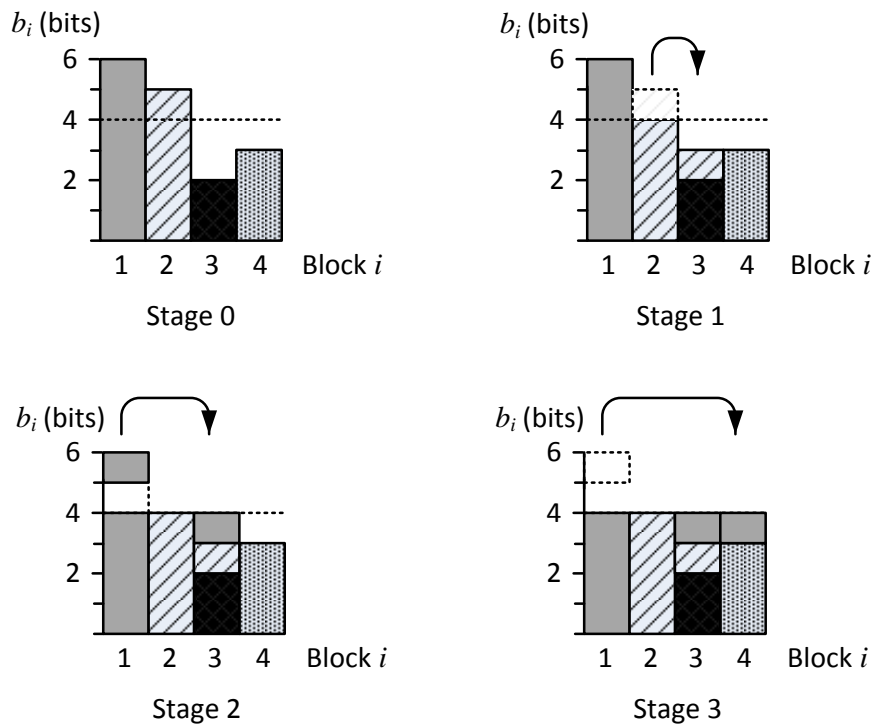 b_i (bits)
6
4
2
1 2 3 4 Block i
Stage 0
b_i (bits)
6
4
2
1 2 3 4 Block i
Stage 1
b_i (bits)
6
4
2
1 2 3 4 Block i
Stage 2
b_i (bits)
6
4
2
1 2 3 4 Block i
Stage 3